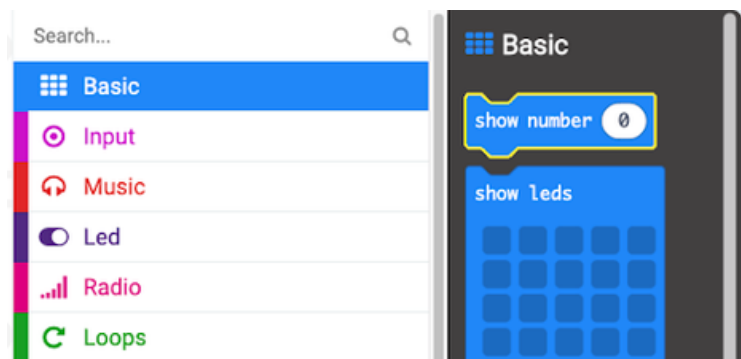 Search...
Basic
Input
Music
Led
Radio
Loops
Basic
show number 0
show leds